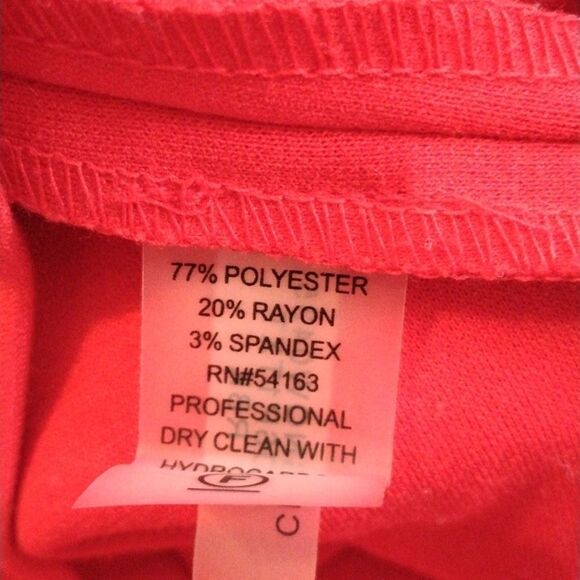 77% POLYESTER
20% RAYON
3% SPANDEX
RN#54163
PROFESSIONAL
DRY CLEAN WITH
F